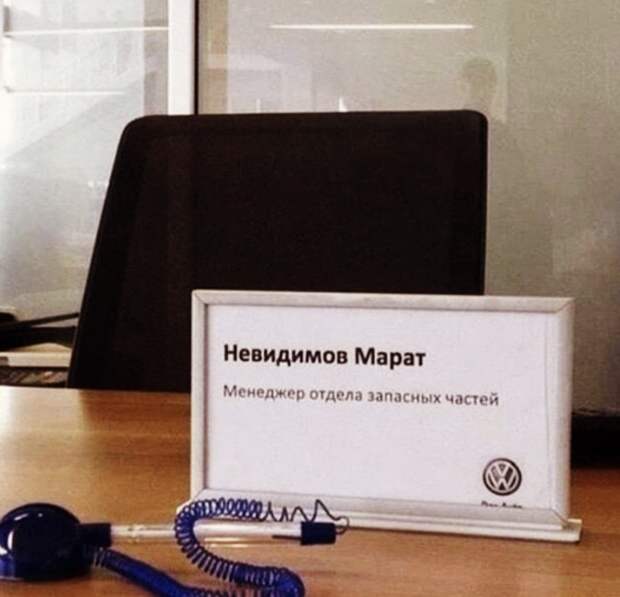 Невидимов Марат
Менеджер отдела запасных частей